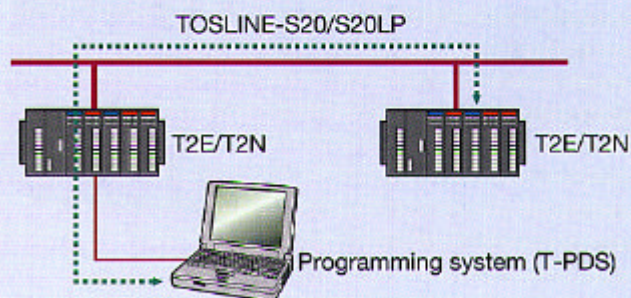 TOSLINE-S20/S20LP
T2E/T2N
T2E/T2N
Programming system (T-PDS)